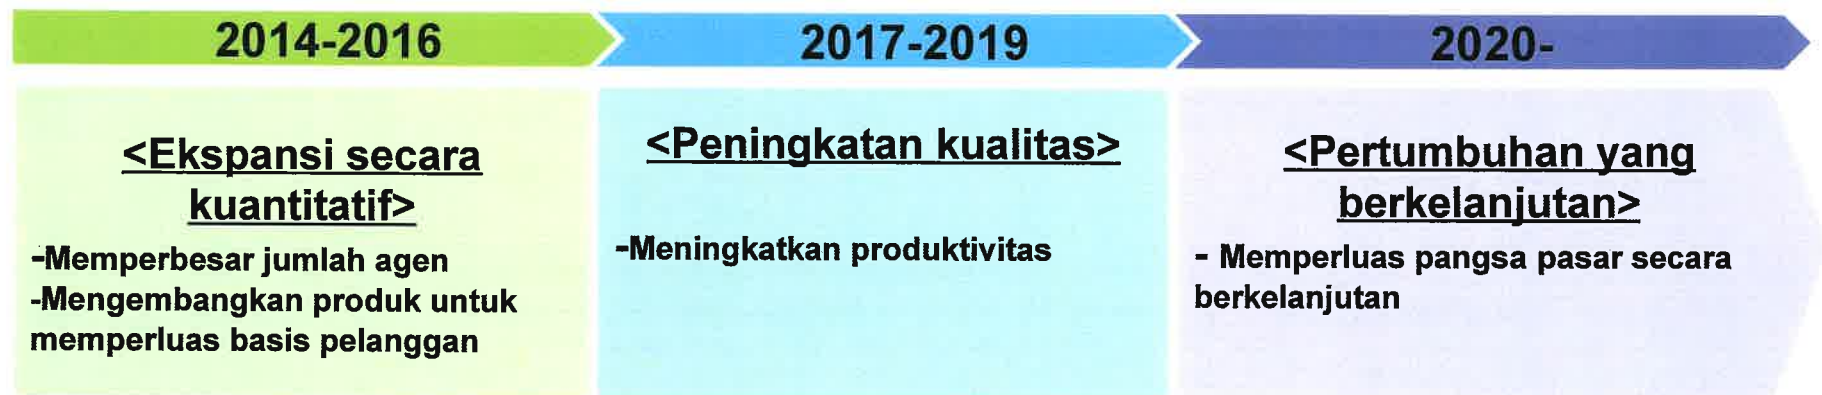 2014-2016
<Ekspansi secara
kuantitatif>
-Memperbesar jumlah agen
-Mengembangkan produk untuk
memperluas basis pelanggan
2017-2019
<Peningkatan kualitas>
-Meningkatkan produktivitas
2020-
<Pertumbuhan yang
berkelanjutan>
- Memperluas pangsa pasar secara
berkelanjutan